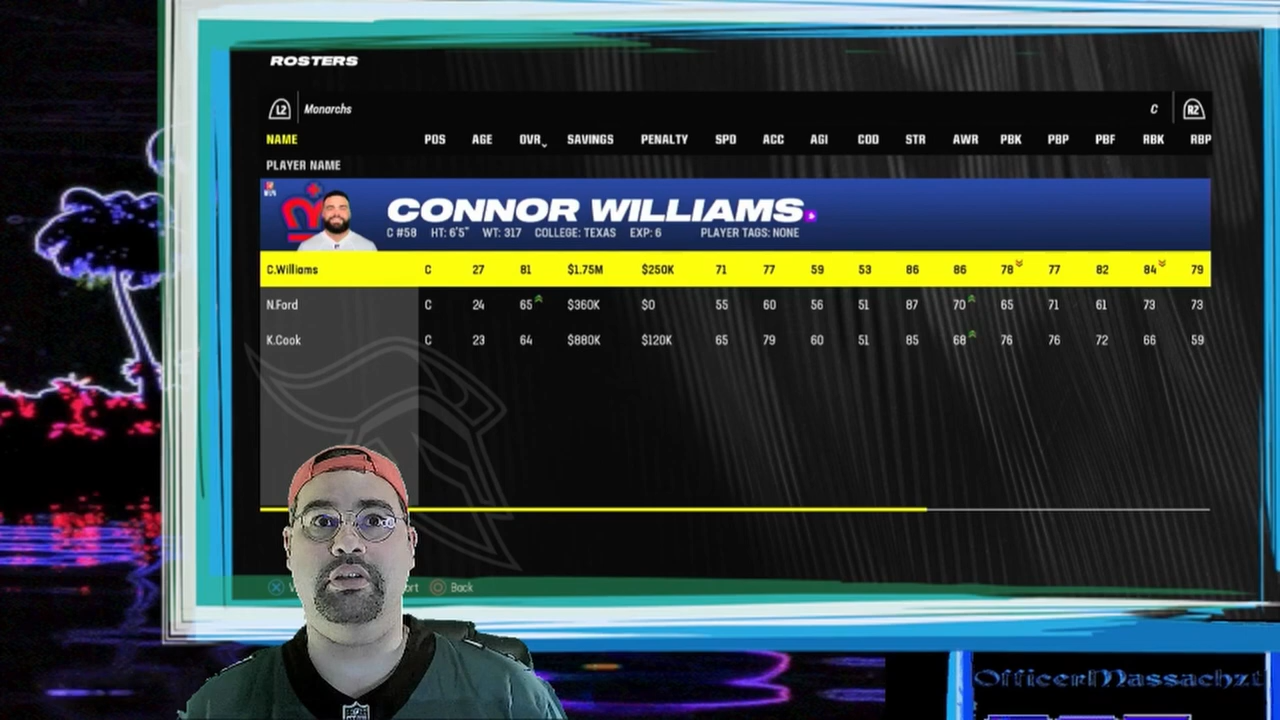 ROSTERS
L2 Monarchs C R2
NAME POS AGE OVR SAVINGS PENALTY SPD ACC AGI COD STR AWR PBK PBP PBF RBK RBP
PLAYER NAME
CONNOR WILLIAMS
C #58 HT: 6'5" WT: 317 COLLEGE: TEXAS EXP: 6 PLAYER TAGS: NONE
C.Williams C 27 81 $1.75M $250K 71 77 59 53 86 86 78 77 82 84 79
N.Ford C 24 65 $360K $0 55 60 56 51 87 70 65 71 61 73 73
K.Cook C 23 64 $880K $120K 65 79 60 51 85 68 76 76 72 66 59
Back
OfficerMassachzt